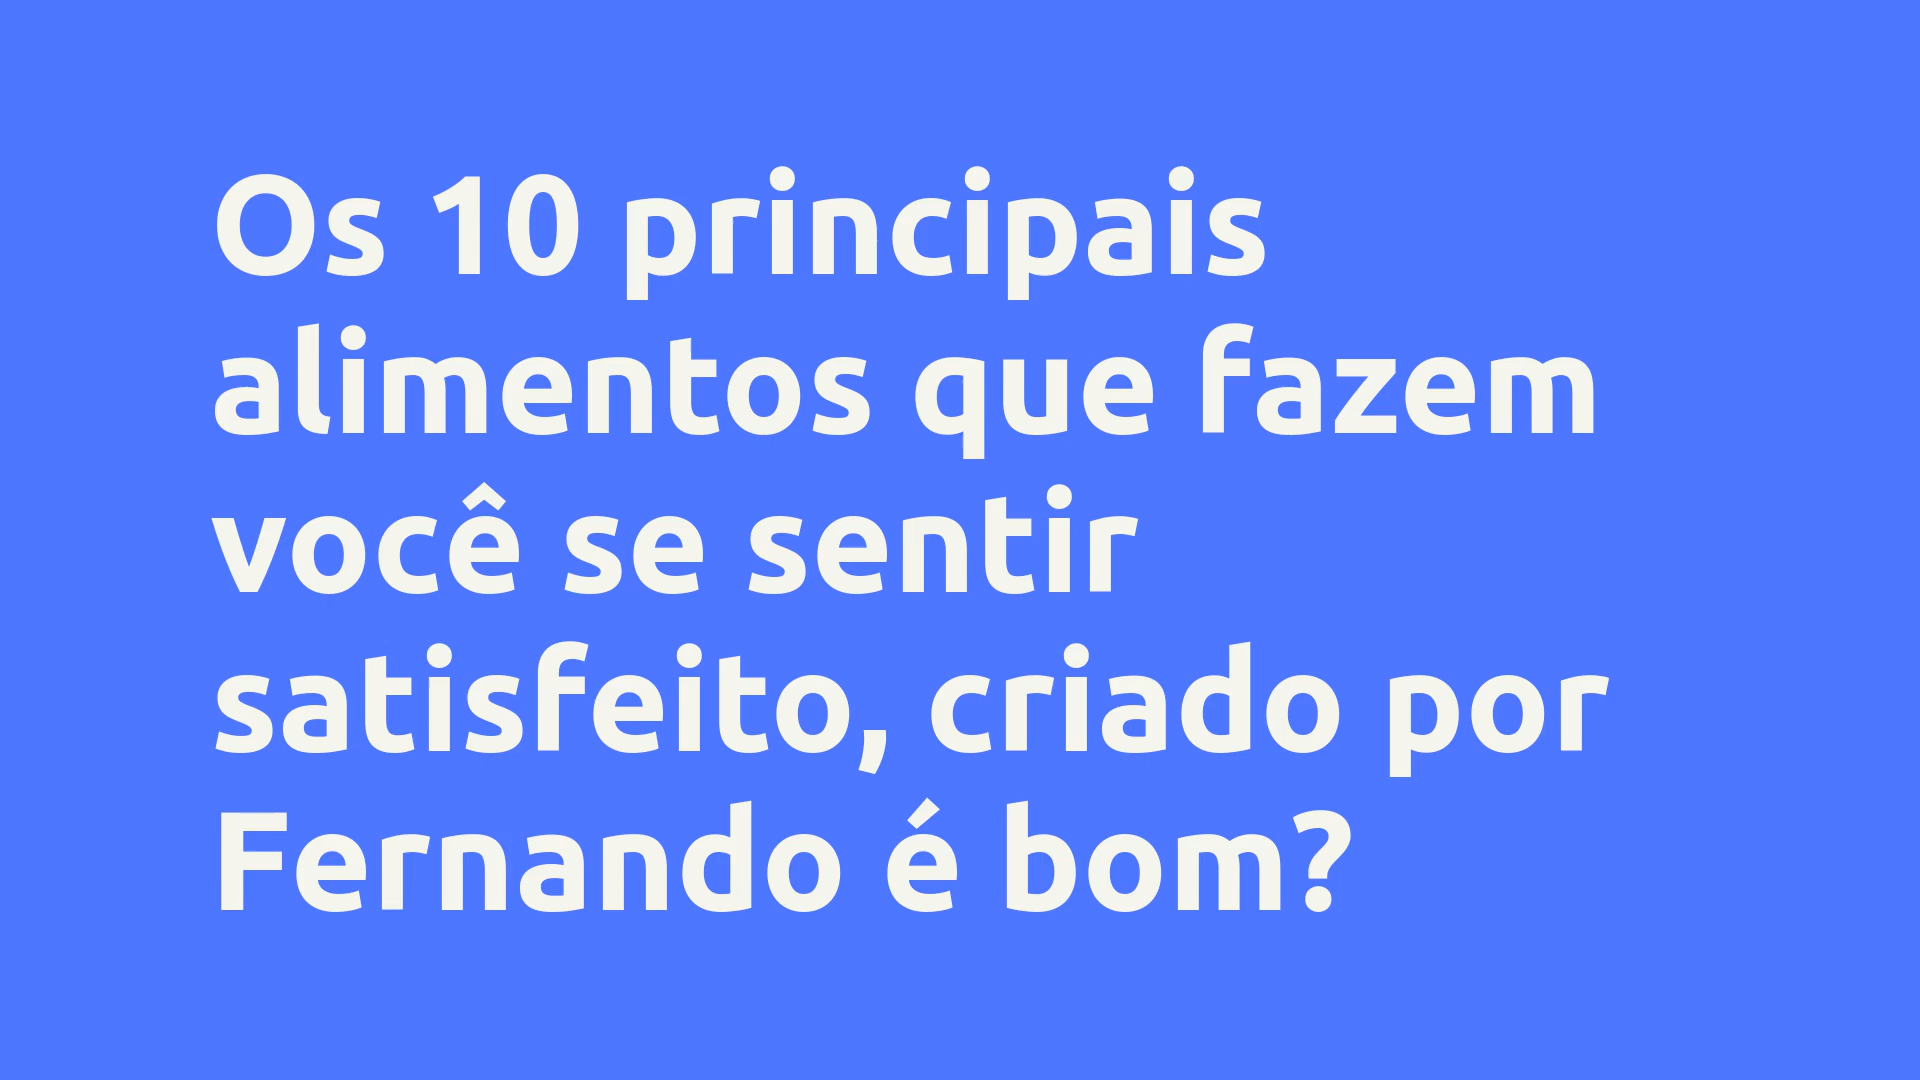 Os 10 principais
alimentos que fazem
você se sentir
satisfeito, criado por
Fernando é bom?